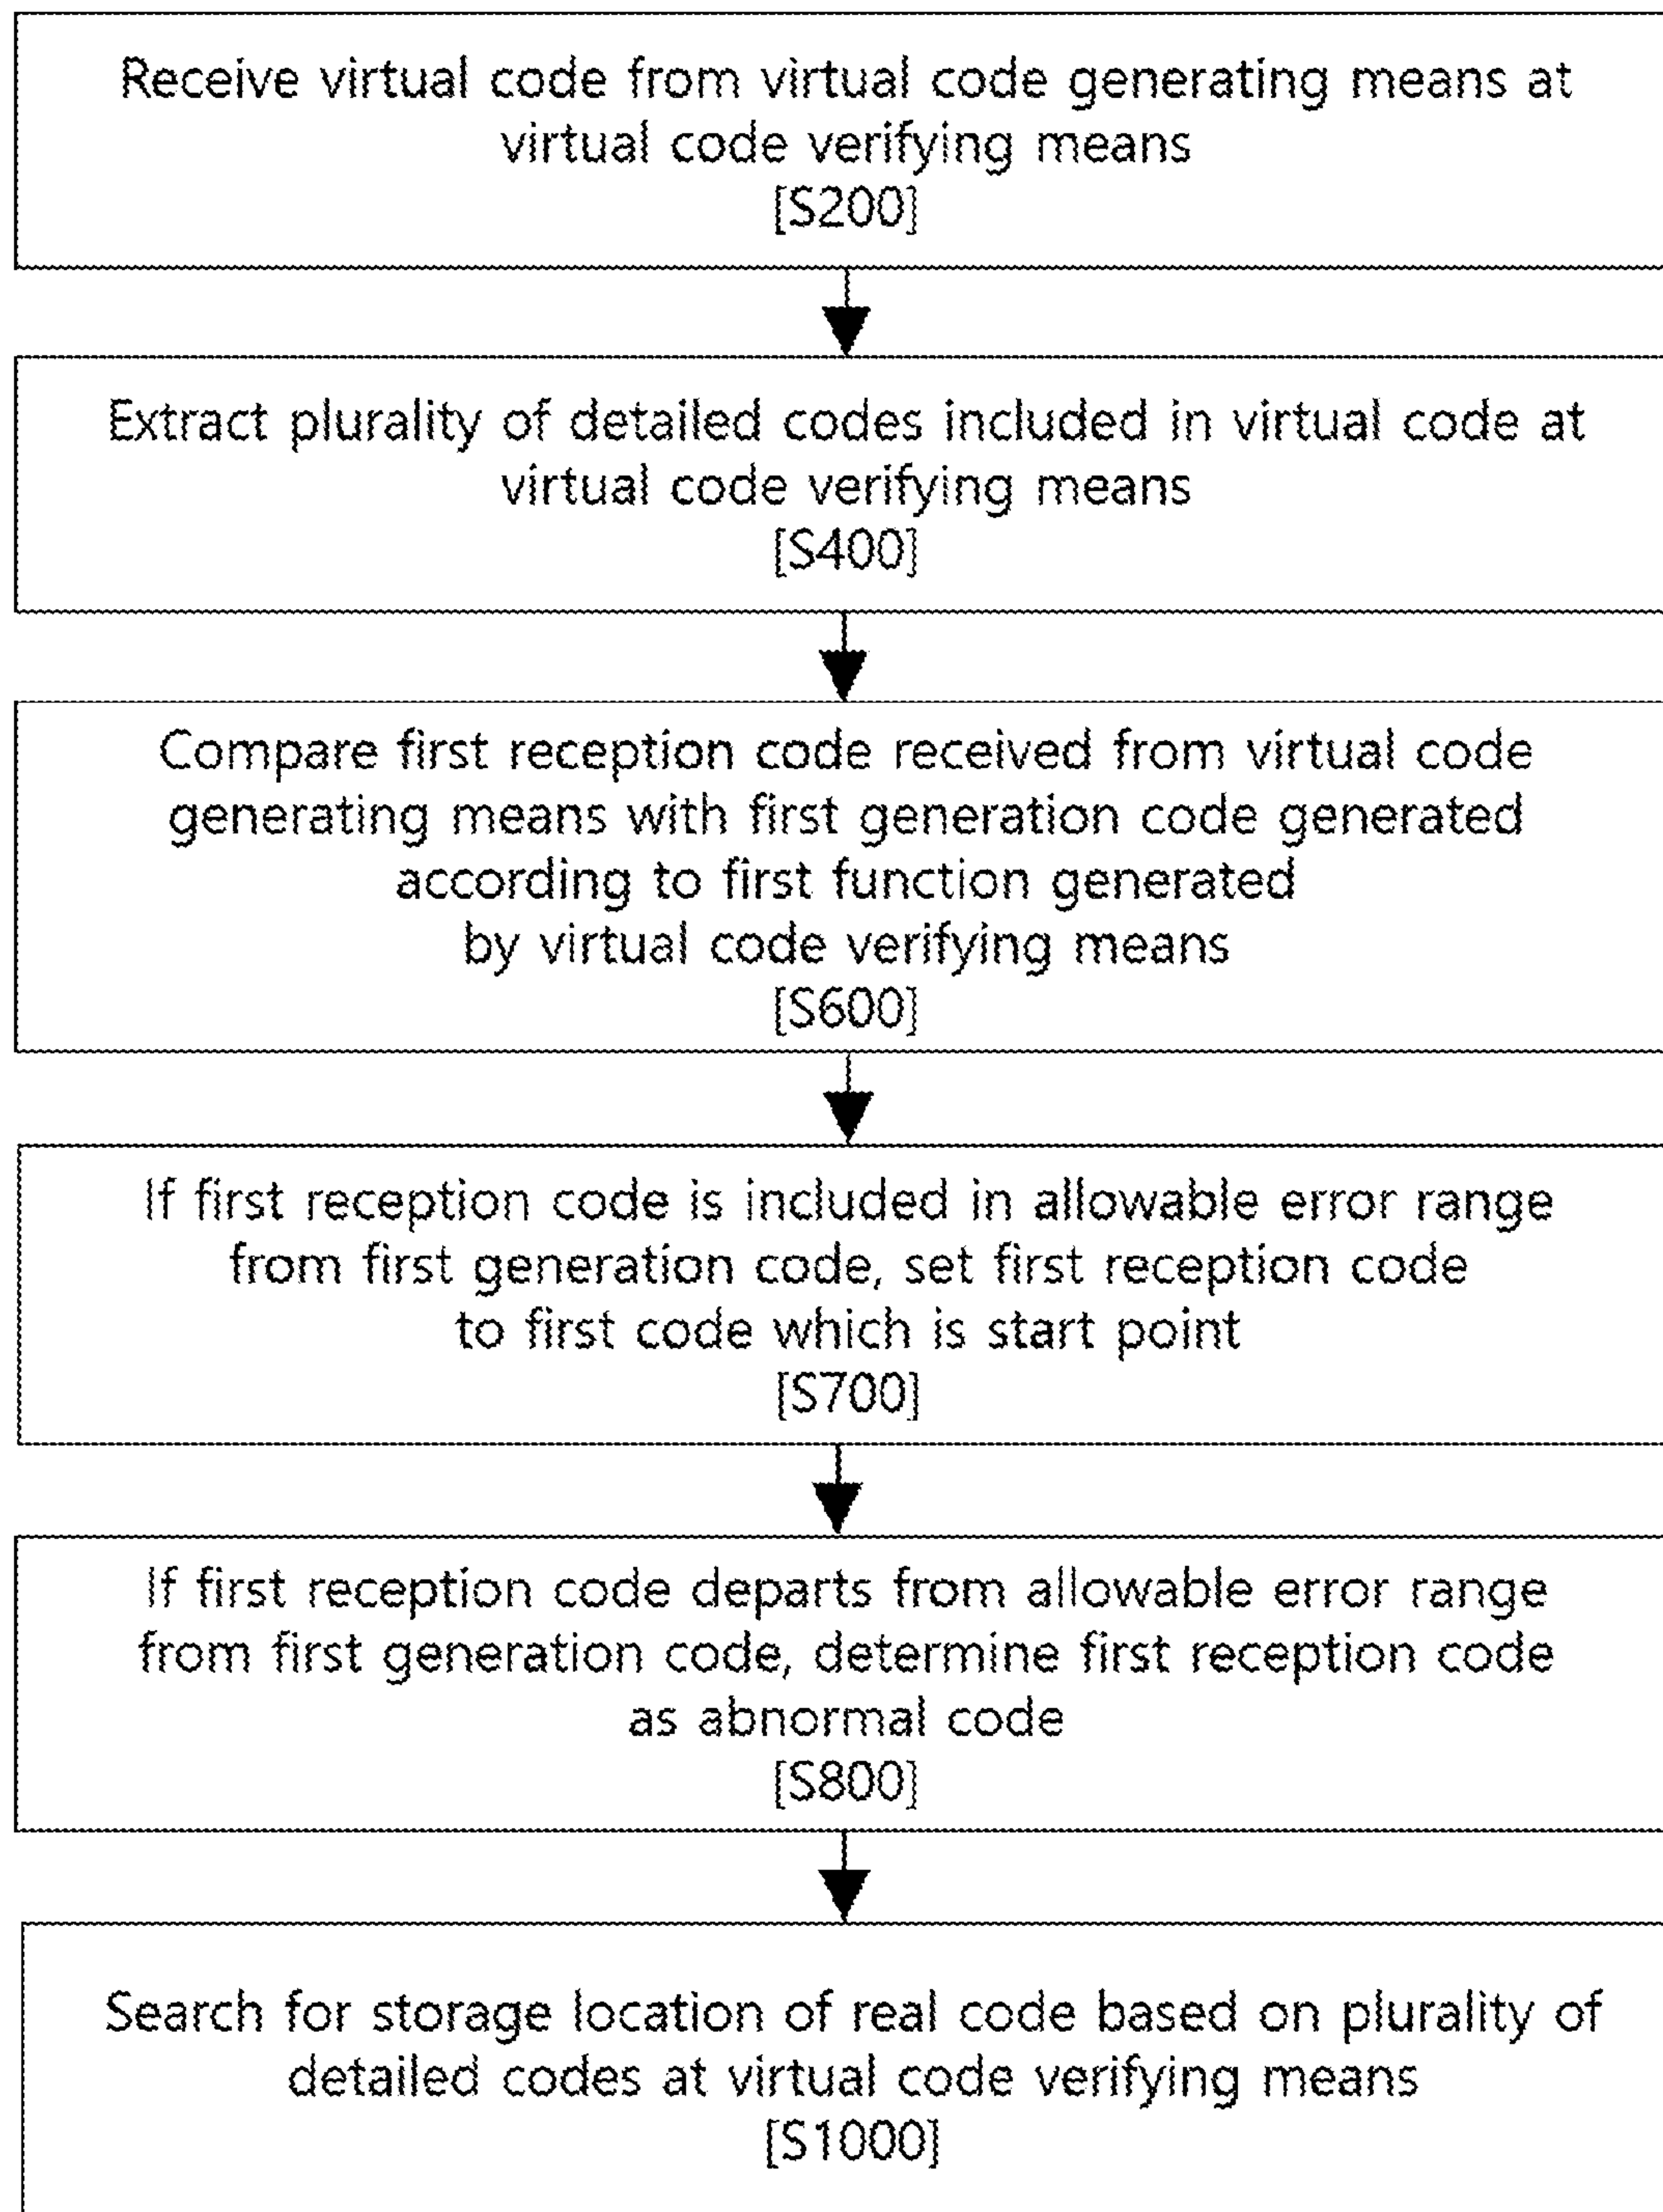 Receive virtual code from virtual code generating means at
virtual code verifying means
[S200]
Extract plurality of detailed codes included in virtual code at
virtual code verifying means
[S400]
Compare first reception code received from virtual code
generating means with first generation code generated
according to first function generated
by virtual code verifying means
[S600]
If first reception code is included in allowable error range
from first generation code, set first reception code
to first code which is start point
[S700]
If first reception code departs from allowable error range
from first generation code, determine first reception code
as abnormal code
[S800]
Search for storage location of real code based on plurality of
detailed codes at virtual code verifying means
[S1000]